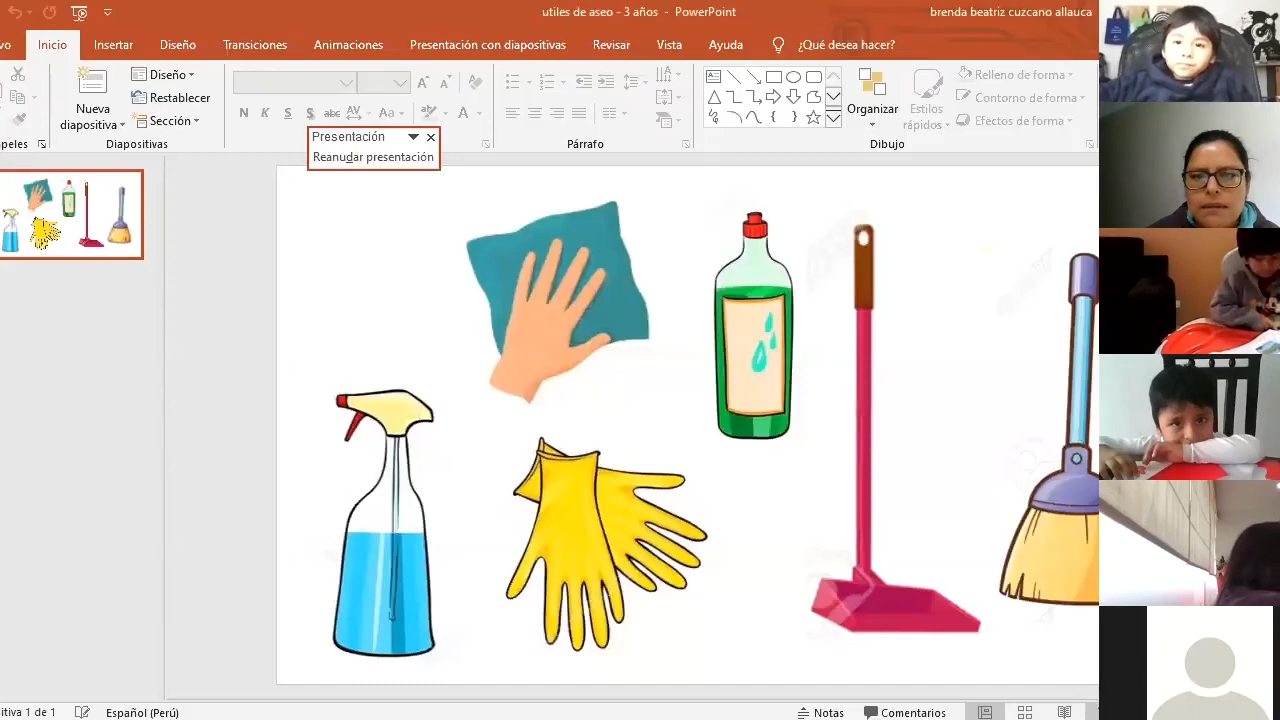 utiles de aseo - 3 años - PowerPoint
brenda beatriz cuzcano allauca
vo
Inicio
Insertar
Diseño
Transiciones
Animaciones
Presentación con diapositivas
Revisar
Vista
Ayuda
¿Qué desea hacer?
Nueva diapositiva
Diseño
Restablecer
Sección
N K S S abc AV Aa A
Organizar
Estilos rápidos
Relleno de forma
Contorno de forma
Efectos de forma
apeles
Diapositivas
Párrafo
Dibujo
Presentación
Reanudar presentación
sitiva 1 de 1
Español (Perú)
Notas
Comentarios